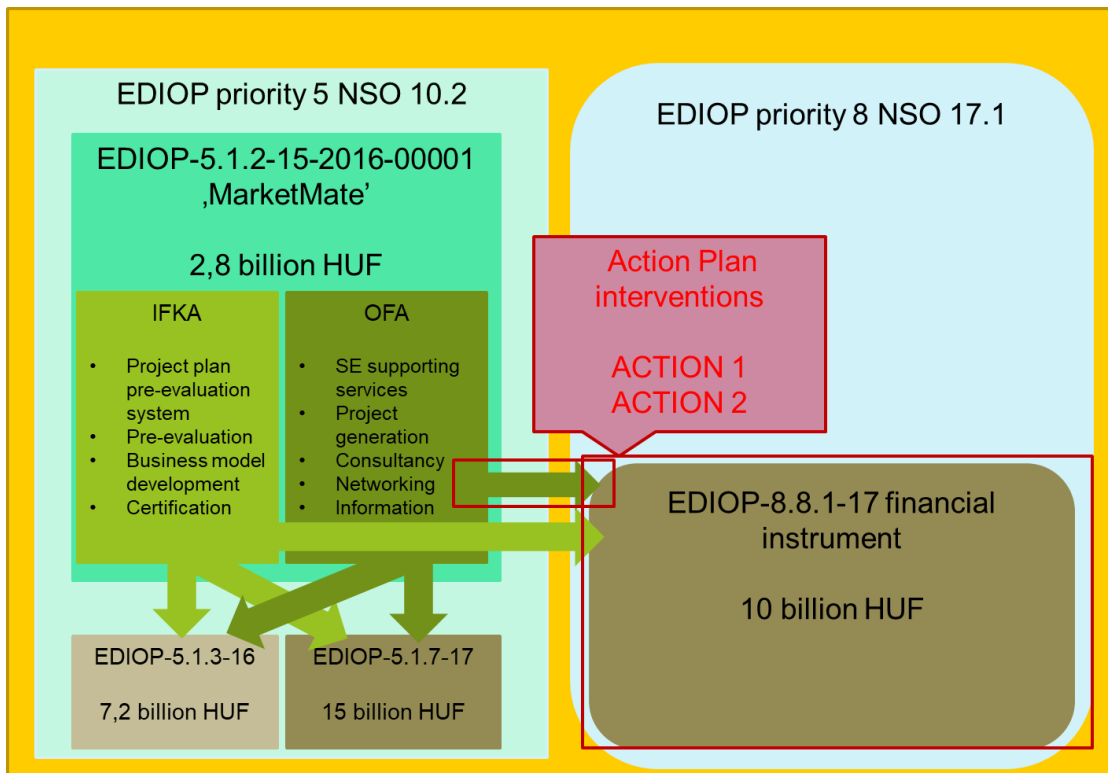 EDIOP priority 5 NSO 10.2
EDIOP-5.1.2-15-2016-00001
‚MarketMate’
2,8 billion HUF
IFKA
• Project plan
pre-evaluation
system
• Pre-evaluation
• Business model
development
• Certification
OFA
• SE supporting
services
• Project
generation
• Consultancy
• Networking
• Information
EDIOP-5.1.3-16
7,2 billion HUF
EDIOP-5.1.7-17
15 billion HUF
EDIOP priority 8 NSO 17.1
Action Plan
interventions
ACTION 1
ACTION 2
EDIOP-8.8.1-17 financial
instrument
10 billion HUF